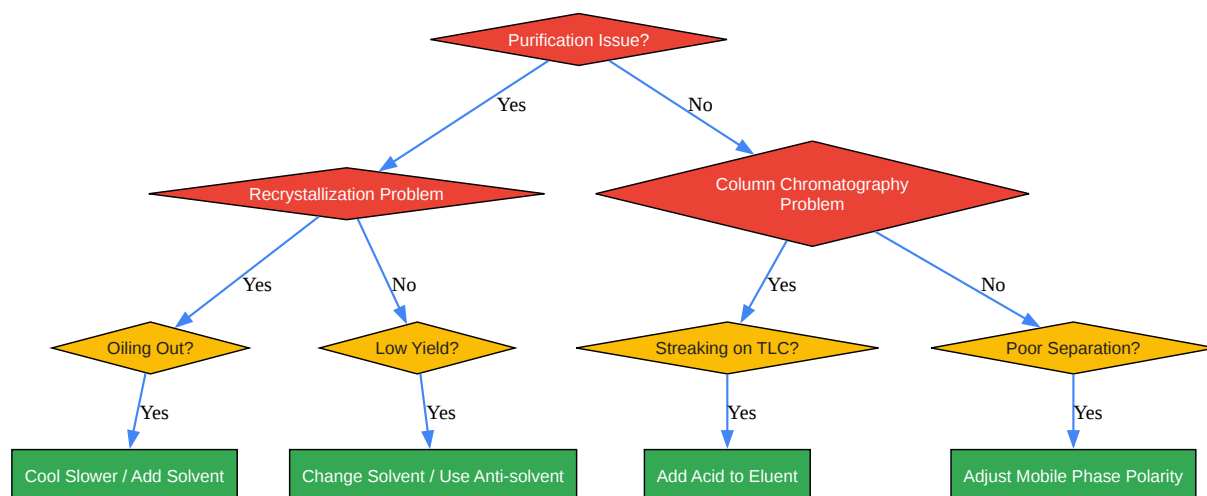 Purification Issue?
Yes
No
Recrystallization Problem
Column Chromatography
Problem
Yes
No
Yes
No
Oiling Out?
Low Yield?
Streaking on TLC?
Poor Separation?
Yes
Yes
Yes
Yes
Cool Slower / Add Solvent
Change Solvent / Use Anti-solvent
Add Acid to Eluent
Adjust Mobile Phase Polarity